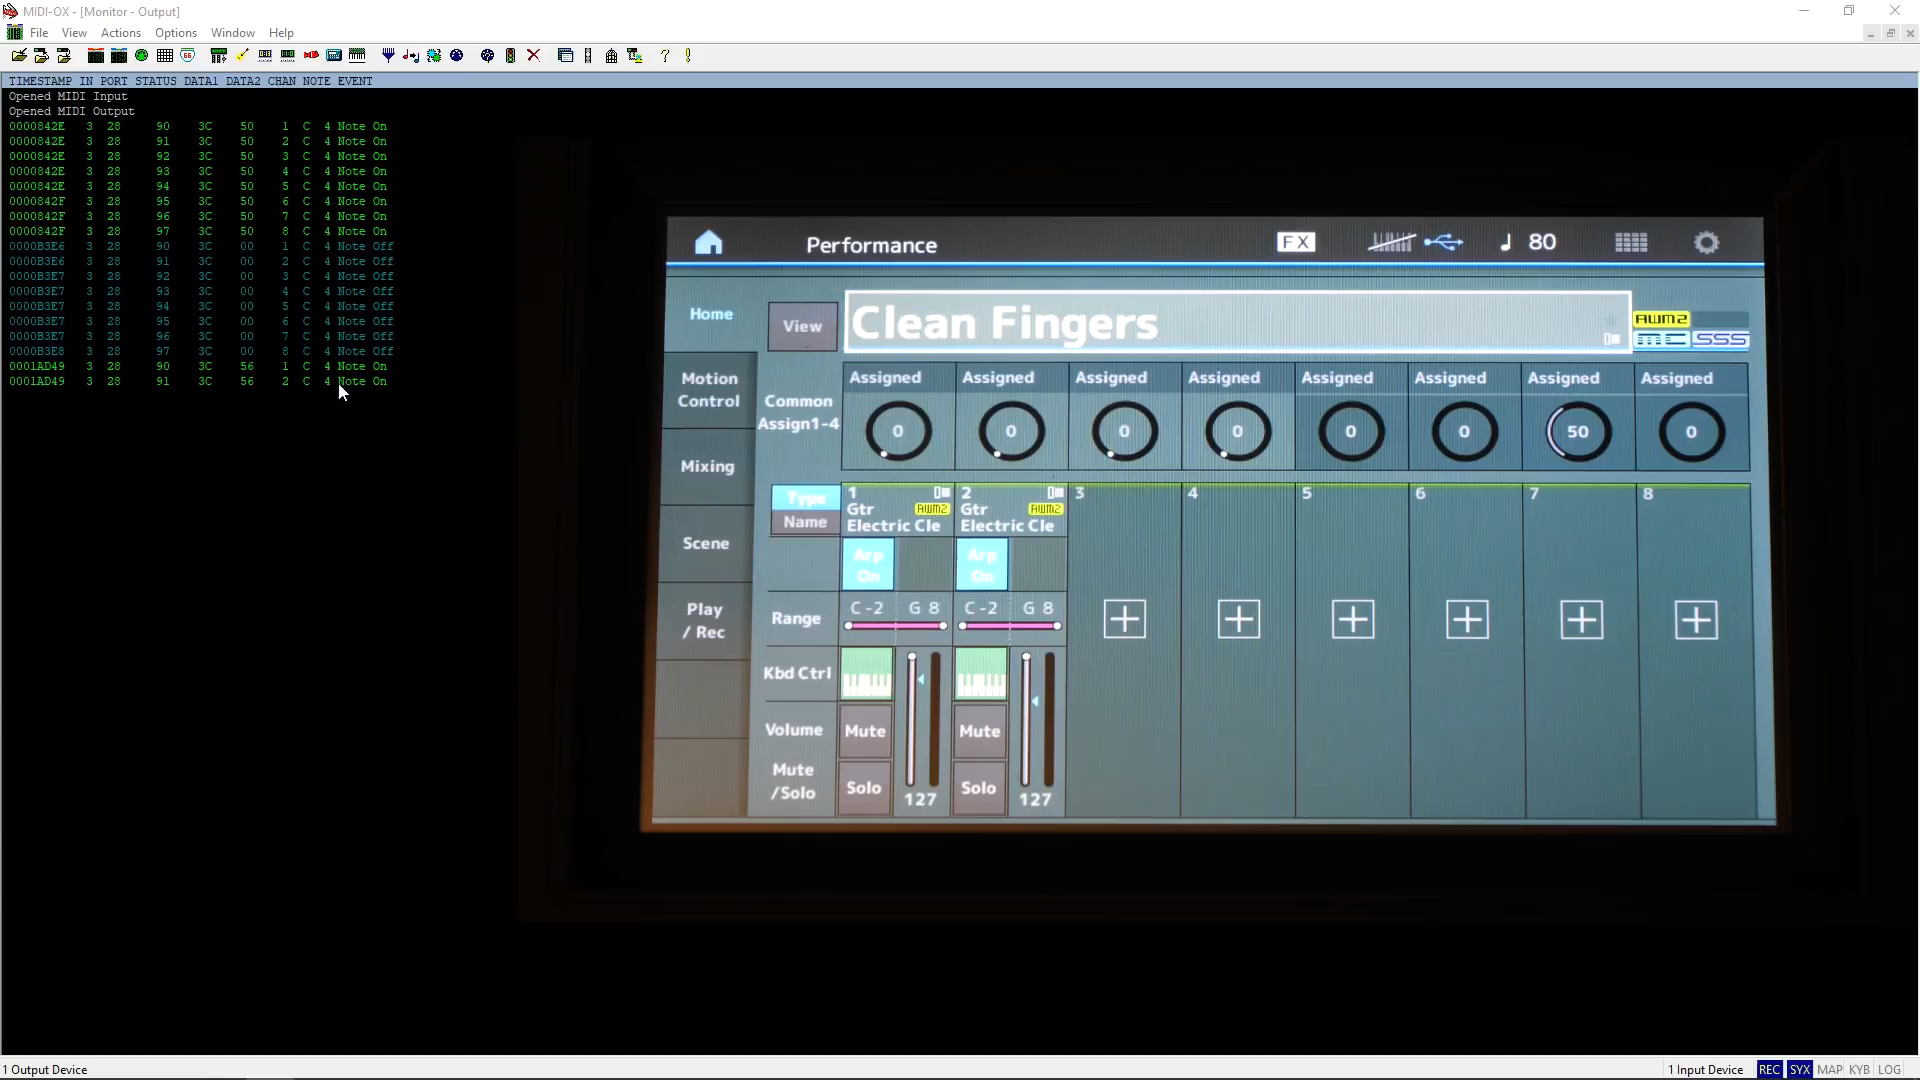 MIDI-OX - [Monitor - Output]
File View Actions Options Window Help
TIMESTAMP IN PORT STATUS DATA1 DATA2 CHAN NOTE EVENT
Opened MIDI Input
Opened MIDI Output
0000842E 3 28 90 3C 50 1 C 4 Note On
0000842E 3 28 91 3C 50 2 C 4 Note On
0000842E 3 28 92 3C 50 3 C 4 Note On
0000842E 3 28 93 3C 50 4 C 4 Note On
0000842E 3 28 94 3C 50 5 C 4 Note On
0000842F 3 28 95 3C 50 6 C 4 Note On
0000842F 3 28 96 3C 50 7 C 4 Note On
0000842F 3 28 97 3C 50 8 C 4 Note On
0000B3E6 3 28 90 3C 00 1 C 4 Note Off
0000B3E6 3 28 91 3C 00 2 C 4 Note Off
0000B3E7 3 28 92 3C 00 3 C 4 Note Off
0000B3E7 3 28 93 3C 00 4 C 4 Note Off
0000B3E7 3 28 94 3C 00 5 C 4 Note Off
0000B3E7 3 28 95 3C 00 6 C 4 Note Off
0000B3E7 3 28 96 3C 00 7 C 4 Note Off
0000B3E8 3 28 97 3C 00 8 C 4 Note Off
0001AD49 3 28 90 3C 56 1 C 4 Note On
0001AD49 3 28 91 3C 56 2 C 4 Note On
Performance FX 80
Home View Clean Fingers AWM2
MC SSS
Motion
Control
Mixing
Scene
Play
/ Rec
Common
Assign1-4
Assigned Assigned Assigned Assigned Assigned Assigned Assigned Assigned
0 0 0 0 0 0 50 0
Type
Name
1 2 3 4 5 6 7 8
Gtr AWM2 Gtr AWM2
Electric Cle Electric Cle
Arp Arp
On On
Range C -2 G 8 C -2 G 8
Kbd Ctrl
Volume Mute Mute
Mute
/Solo Solo 127 Solo 127
1 Output Device 1 Input Device REC SYX MAP KYB LOG